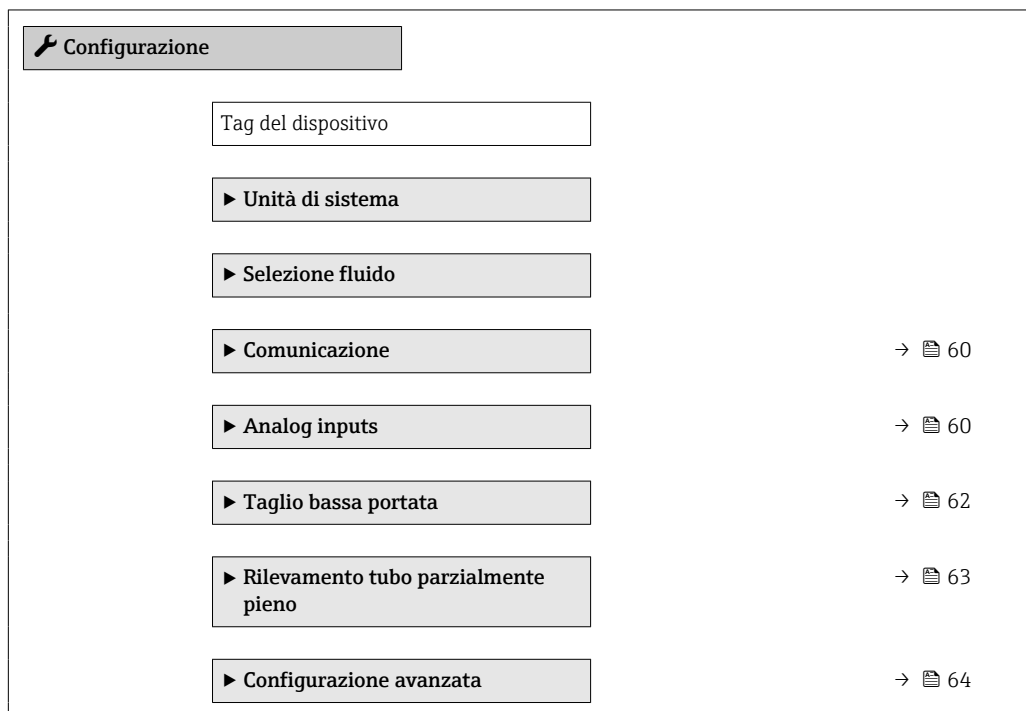 Configurazione
Tag del dispositivo
▶ Unità di sistema
▶ Selezione fluido
▶ Comunicazione → 60
▶ Analog inputs → 60
▶ Taglio bassa portata → 62
▶ Rilevamento tubo parzialmente → 63
pieno
▶ Configurazione avanzata → 64